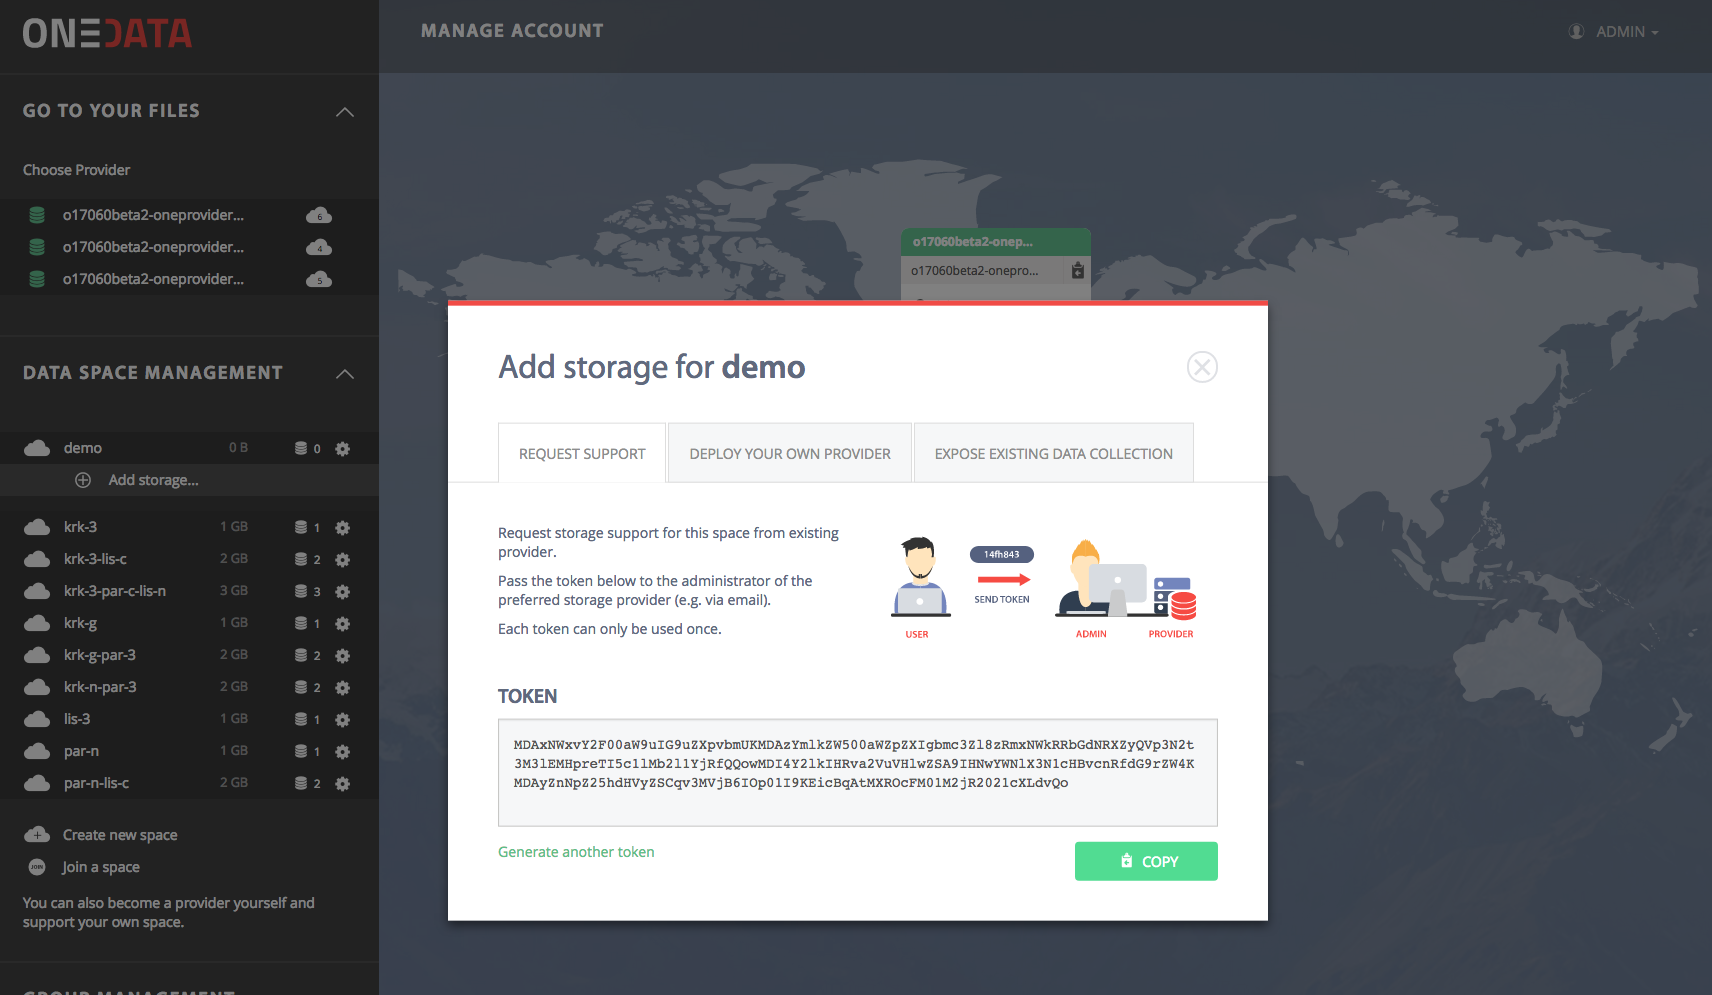 ONEDATA
MANAGE ACCOUNT
ADMIN
GO TO YOUR FILES
Choose Provider
o17060beta2-oneprovider...
6
o17060beta2-oneprovider...
4
o17060beta2-oneprovider...
5
DATA SPACE MANAGEMENT
demo 0 B 0
Add storage...
krk-3 1 GB 1
krk-3-lis-c 2 GB 2
krk-3-par-c-lis-n 3 GB 3
krk-g 1 GB 1
krk-g-par-3 2 GB 2
krk-n-par-3 2 GB 2
lis-3 1 GB 1
par-n 1 GB 1
par-n-lis-c 2 GB 2
Create new space
JOIN
Join a space
You can also become a provider yourself and
support your own space.
GROUP MANAGEMENT
o17060beta2-onep...
o17060beta2-onepro...
Add storage for demo
REQUEST SUPPORT
DEPLOY YOUR OWN PROVIDER
EXPOSE EXISTING DATA COLLECTION
Request storage support for this space from existing
provider.
Pass the token below to the administrator of the
preferred storage provider (e.g. via email).
Each token can only be used once.
14fh843
SEND TOKEN
USER
ADMIN
PROVIDER
TOKEN
MDAxNWxvY2F00aW9uIG9uZXpvbmUKMDAzYmlkZW500aWZpZXIgbmc3Zl8zRmxNWkRRbGdNRXZyQVp3N2t
3M3lEMHpreTI5c1lMb2l1YjRfQQowMDI4Y2lkIHRva2VuVHlwZSA9IHNwYWNlX3N1cHBvcnRfdG9rZW4K
MDAyZnNpZ25hdHVyZSCqv3MVjB6IOp01I9KEicBqAtMXROcFM01M2jR202lcXLdvQo
Generate another token
COPY